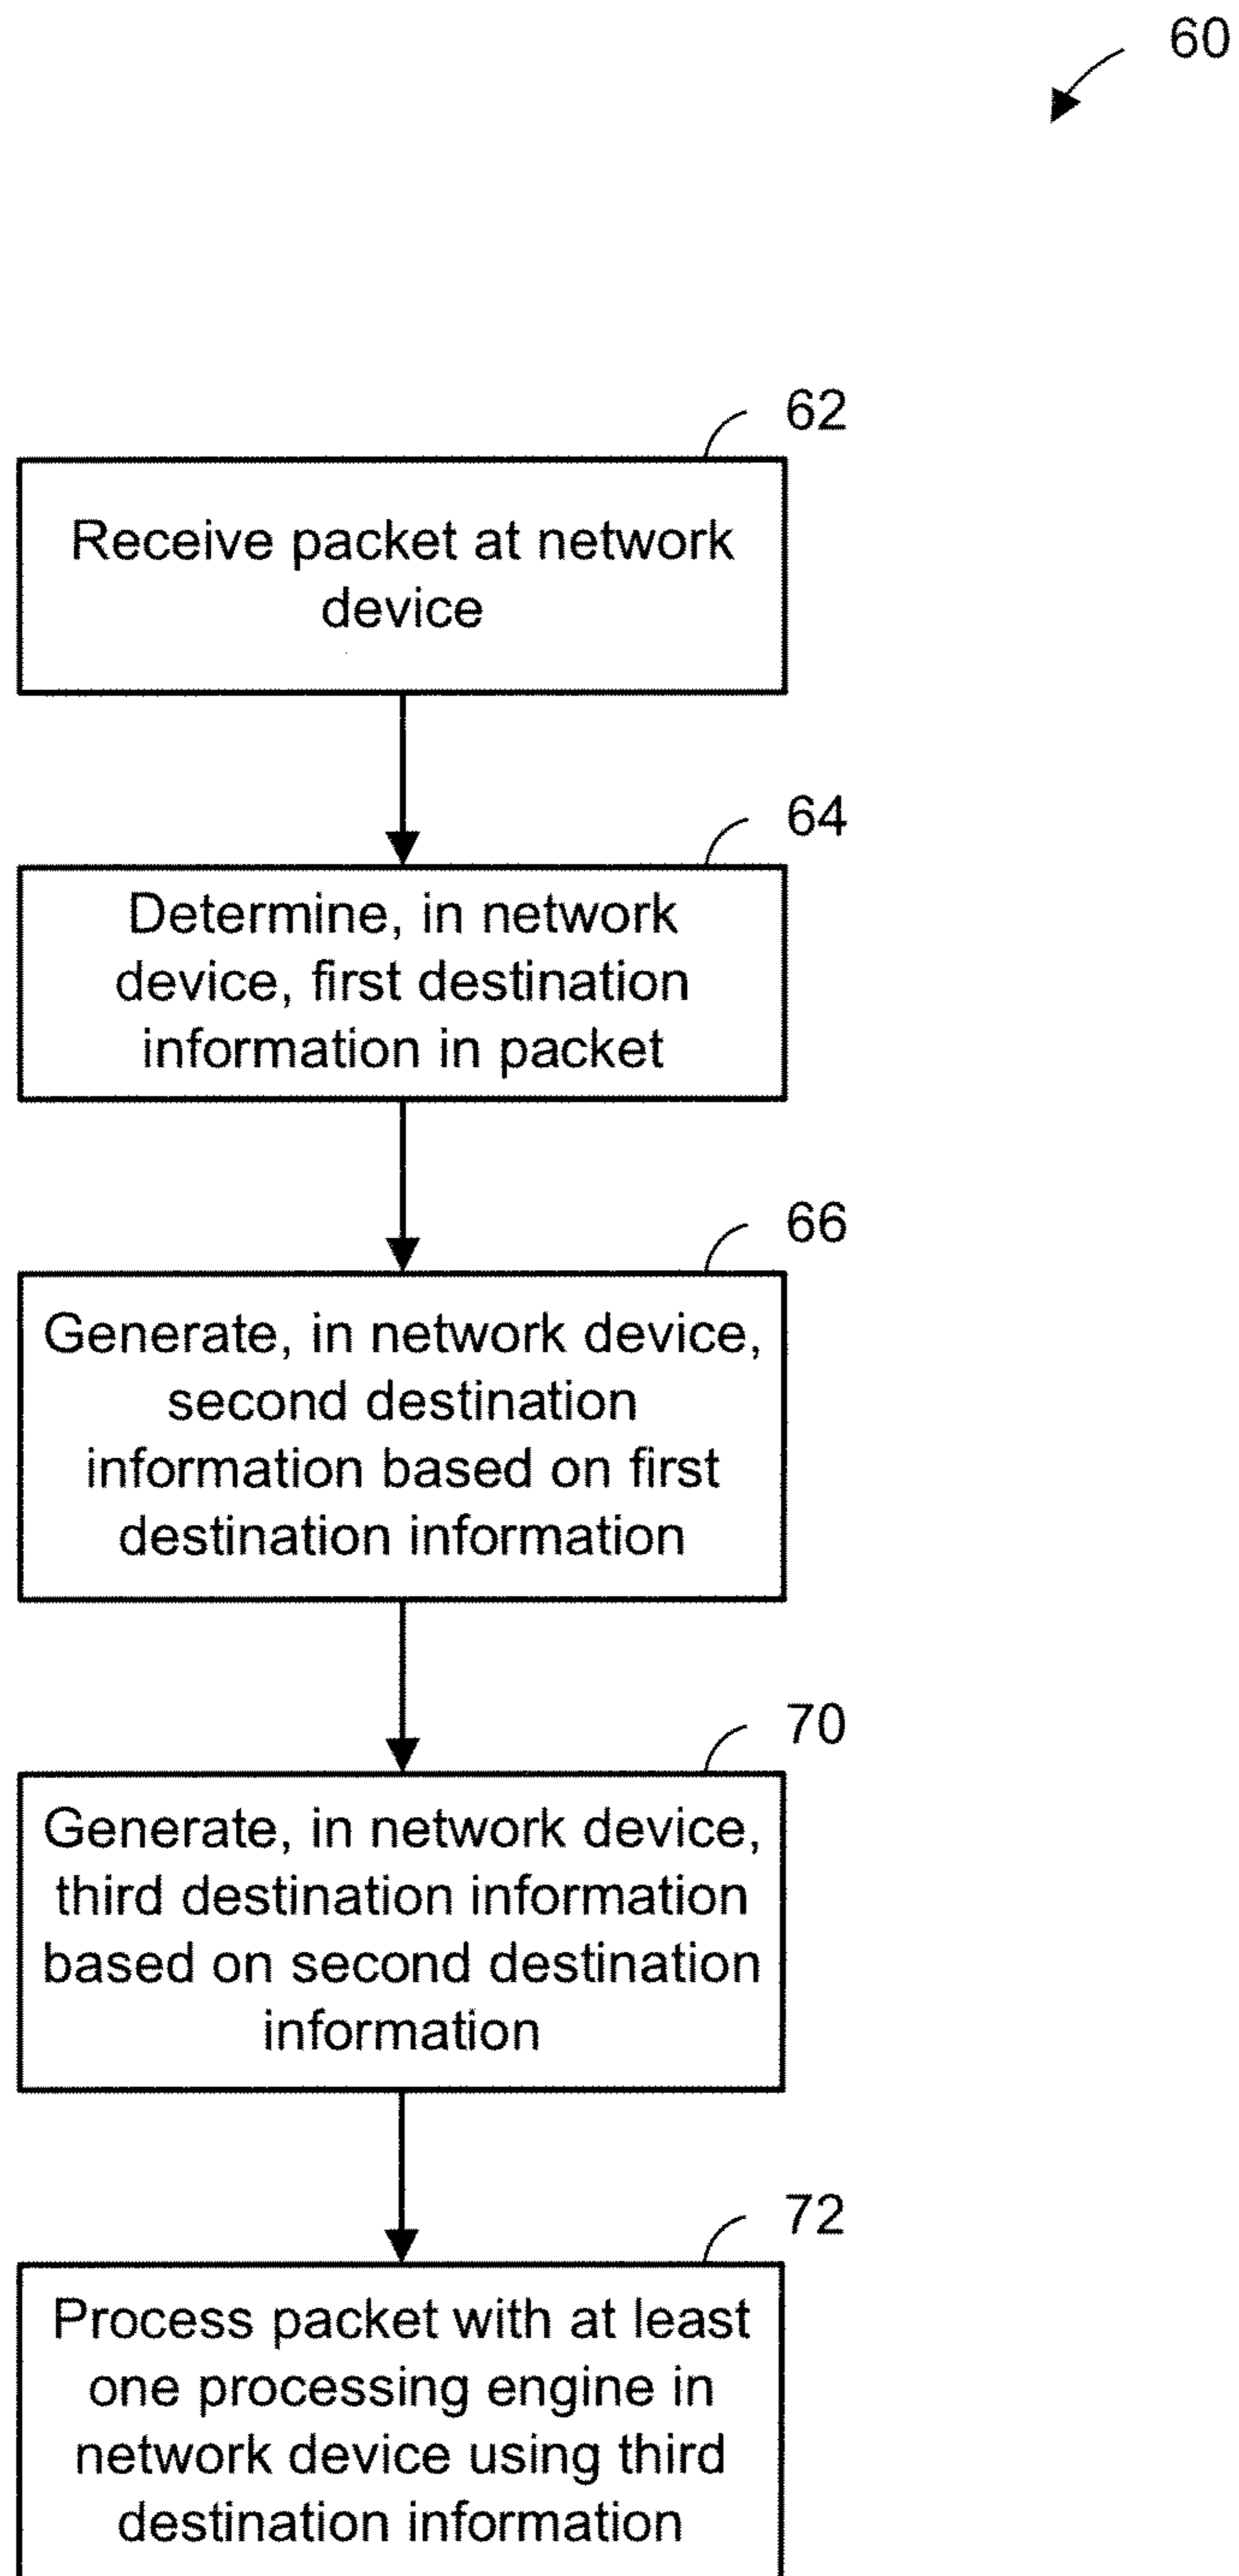 60
62
Receive packet at network
device
64
Determine, in network
device, first destination
information in packet
66
Generate, in network device,
second destination
information based on first
destination information
70
Generate, in network device,
third destination information
based on second destination
information
72
Process packet with at least
one processing engine in
network device using third
destination information